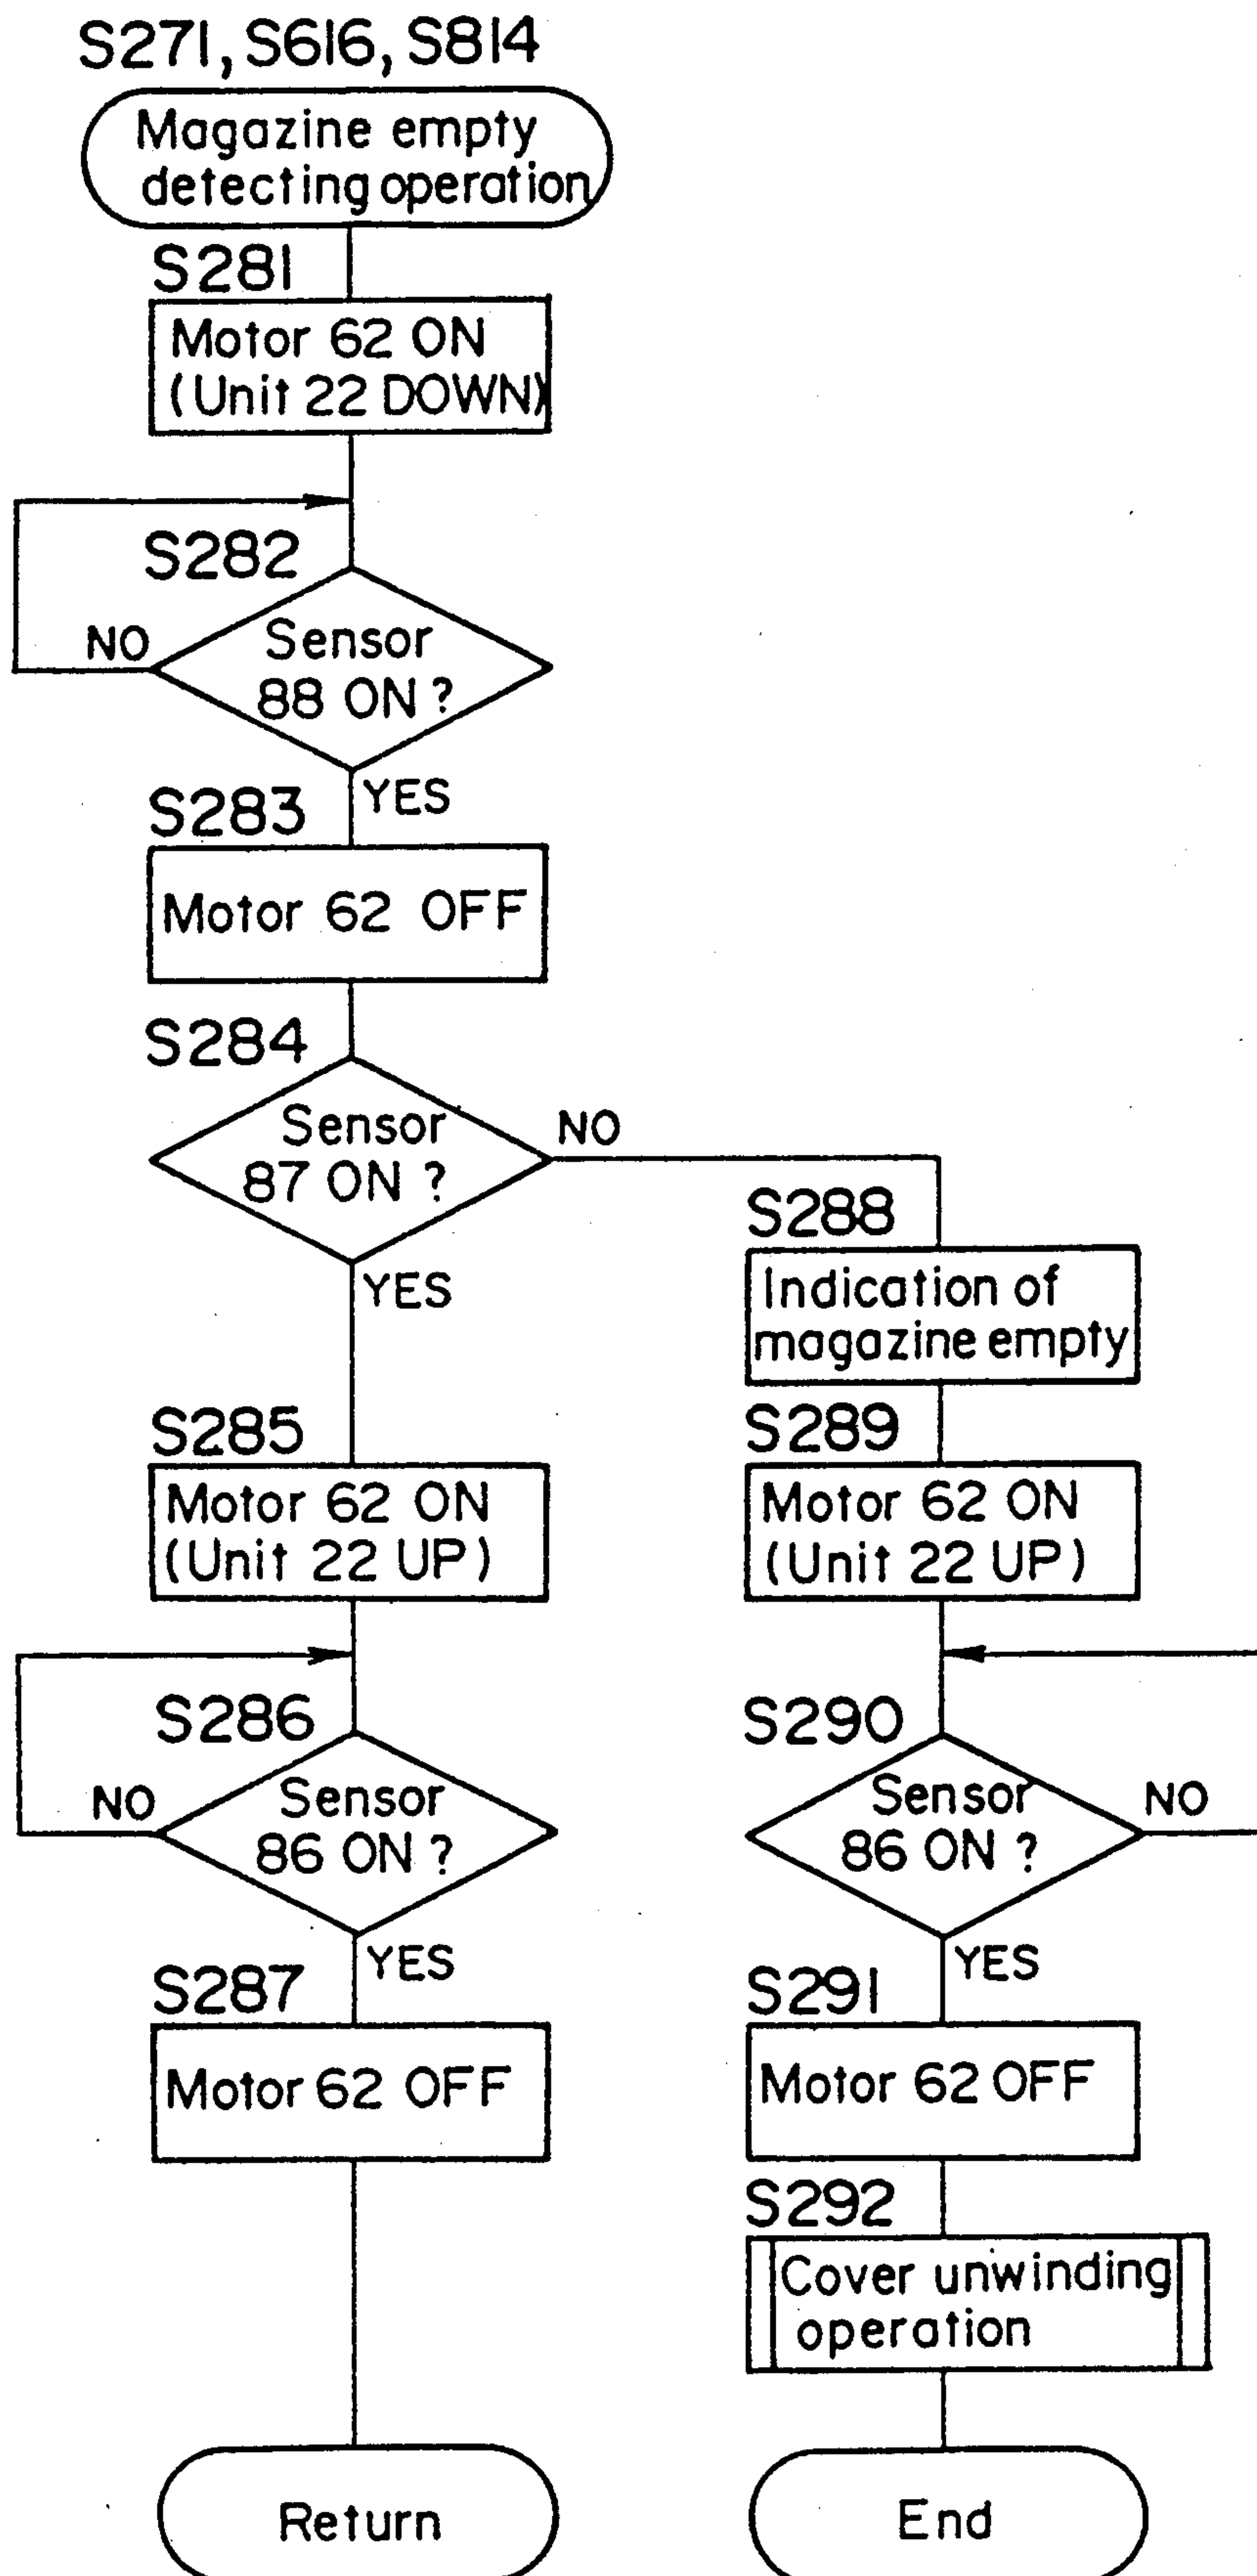 S271, S616, S814
Magazine empty
detecting operation
S281
Motor 62 ON
(Unit 22 DOWN)
S282
NO
Sensor
88 ON ?
YES
S283
Motor 62 OFF
S284
Sensor
87 ON ?
NO
YES
S285
Motor 62 ON
(Unit 22 UP)
S286
NO
Sensor
86 ON ?
YES
S287
Motor 62 OFF
Return
S288
Indication of
magazine empty
S289
Motor 62 ON
(Unit 22 UP)
S290
Sensor
86 ON ?
NO
YES
S291
Motor 62 OFF
S292
Cover unwinding
operation
End